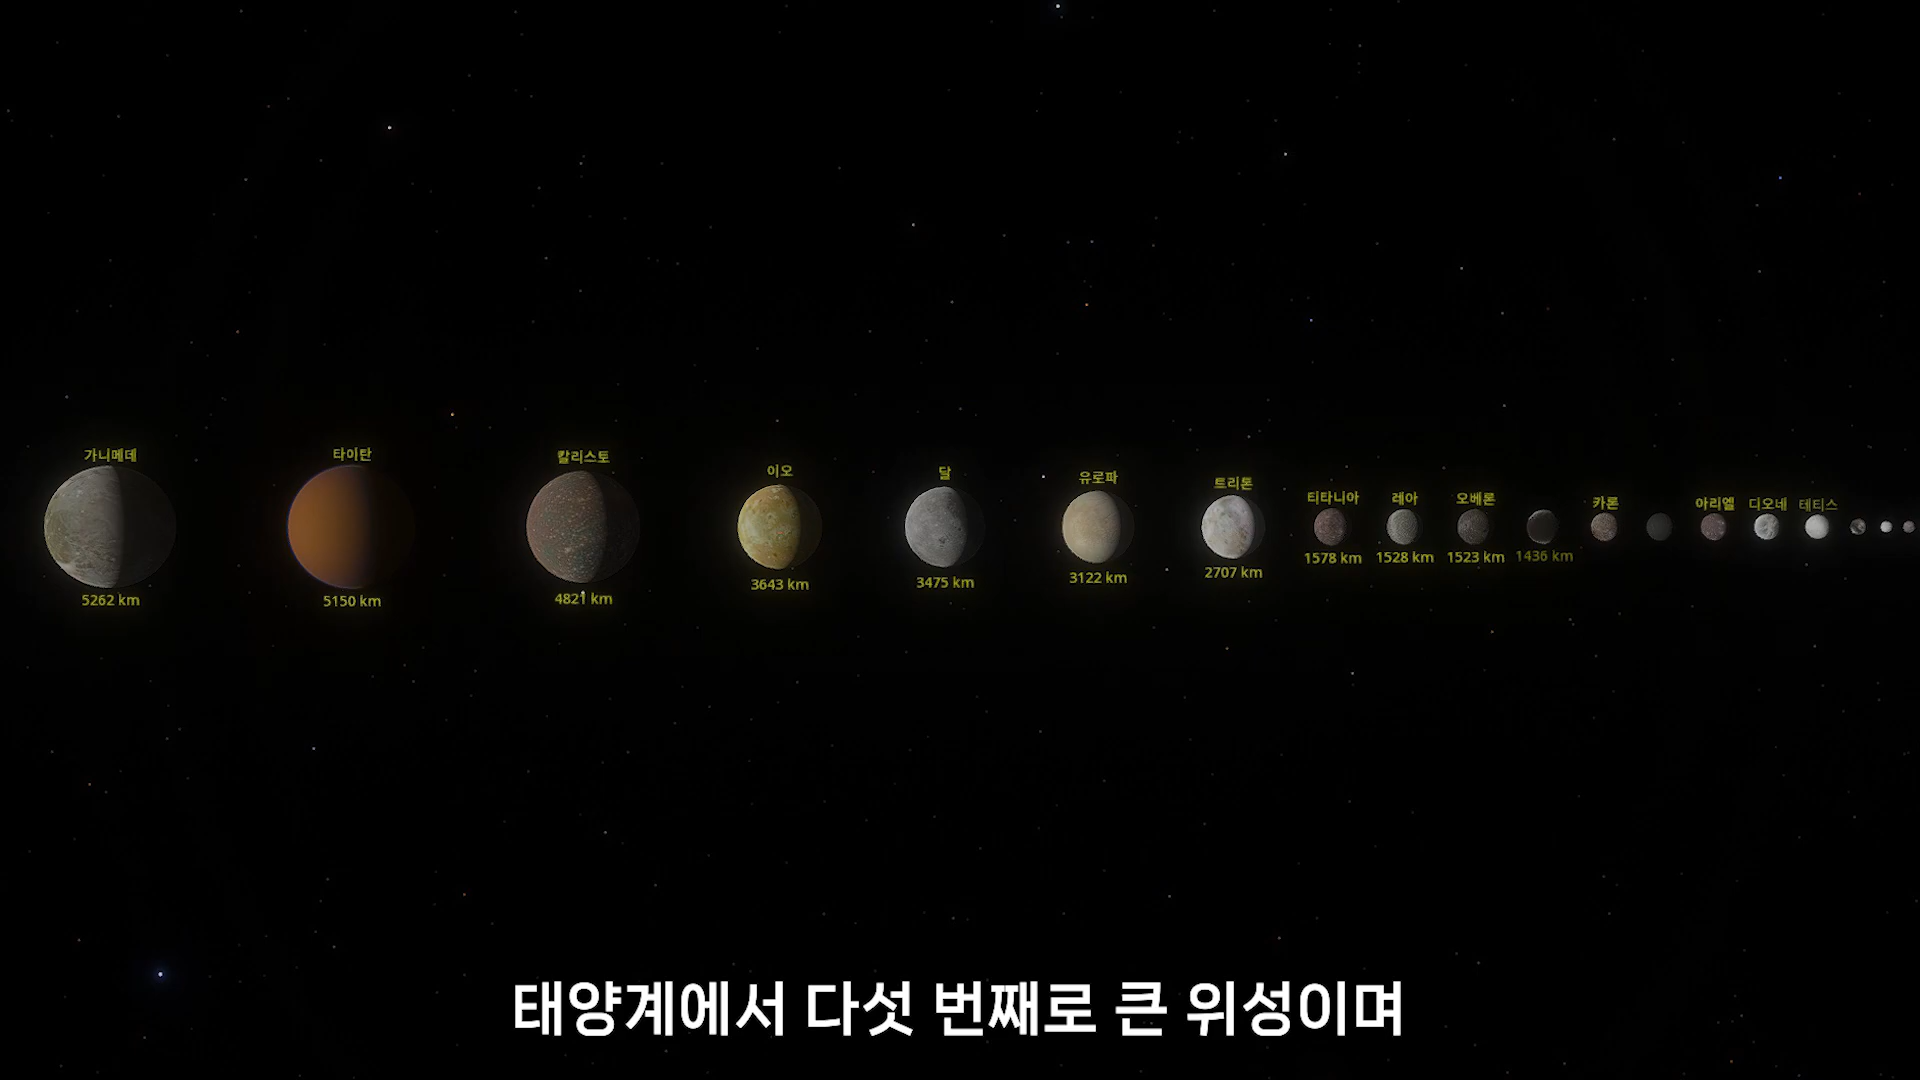 가니메데
타이탄
칼리스토
이오
달
유로파
트리톤
티타니아
레아
오베론
카론
아리엘
디오네
테티스
5262 km
5150 km
4821 km
3643 km
3475 km
3122 km
2707 km
1578 km
1528 km
1523 km
1436 km
태양계에서 다섯 번째로 큰 위성이며